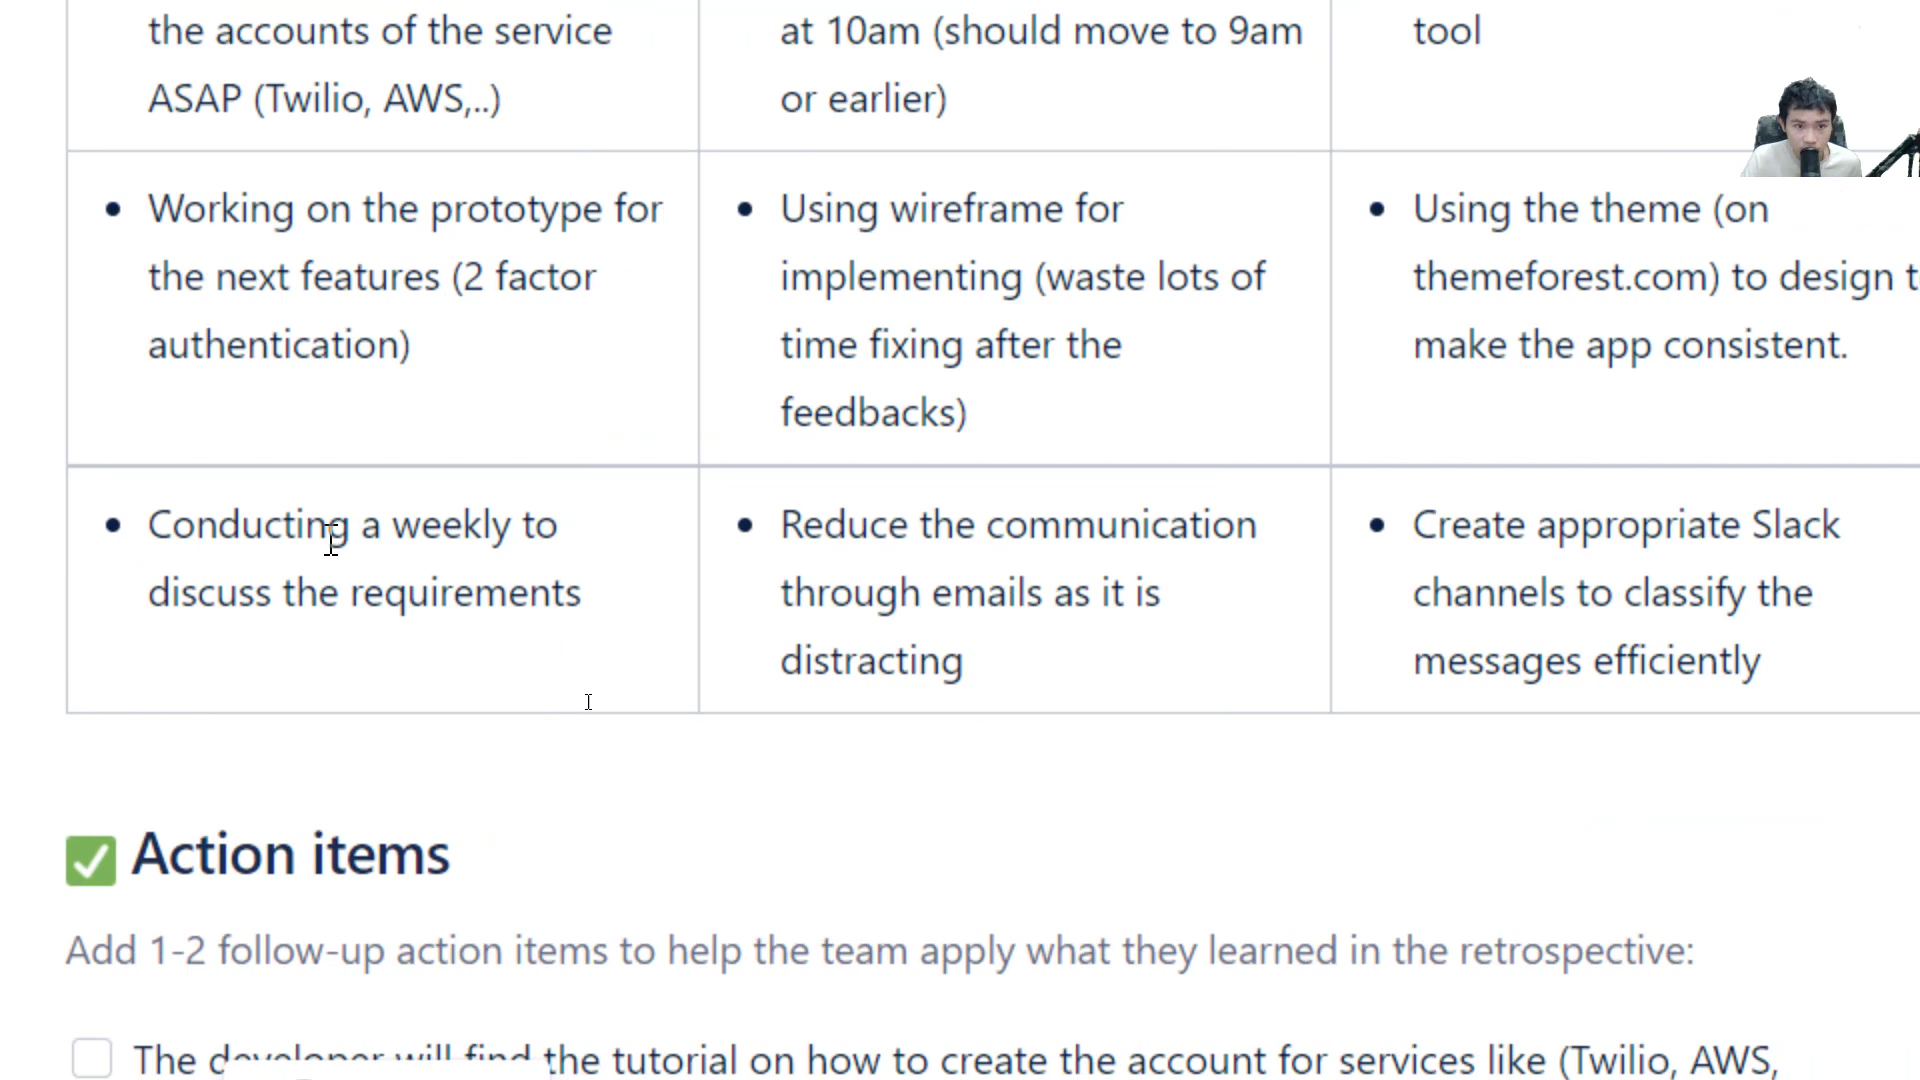 the accounts of the service
ASAP (Twilio, AWS,..)
at 10am (should move to 9am
or earlier)
tool
Working on the prototype for
the next features (2 factor
authentication)
Using wireframe for
implementing (waste lots of
time fixing after the
feedbacks)
Using the theme (on
themeforest.com) to design
make the app consistent.
Conducting a weekly to
discuss the requirements
Reduce the communication
through emails as it is
distracting
Create appropriate Slack
channels to classify the
messages efficiently
Action items
Add 1-2 follow-up action items to help the team apply what they learned in the retrospective:
The developer will find the tutorial on how to create the account for services like (Twilio, AWS,